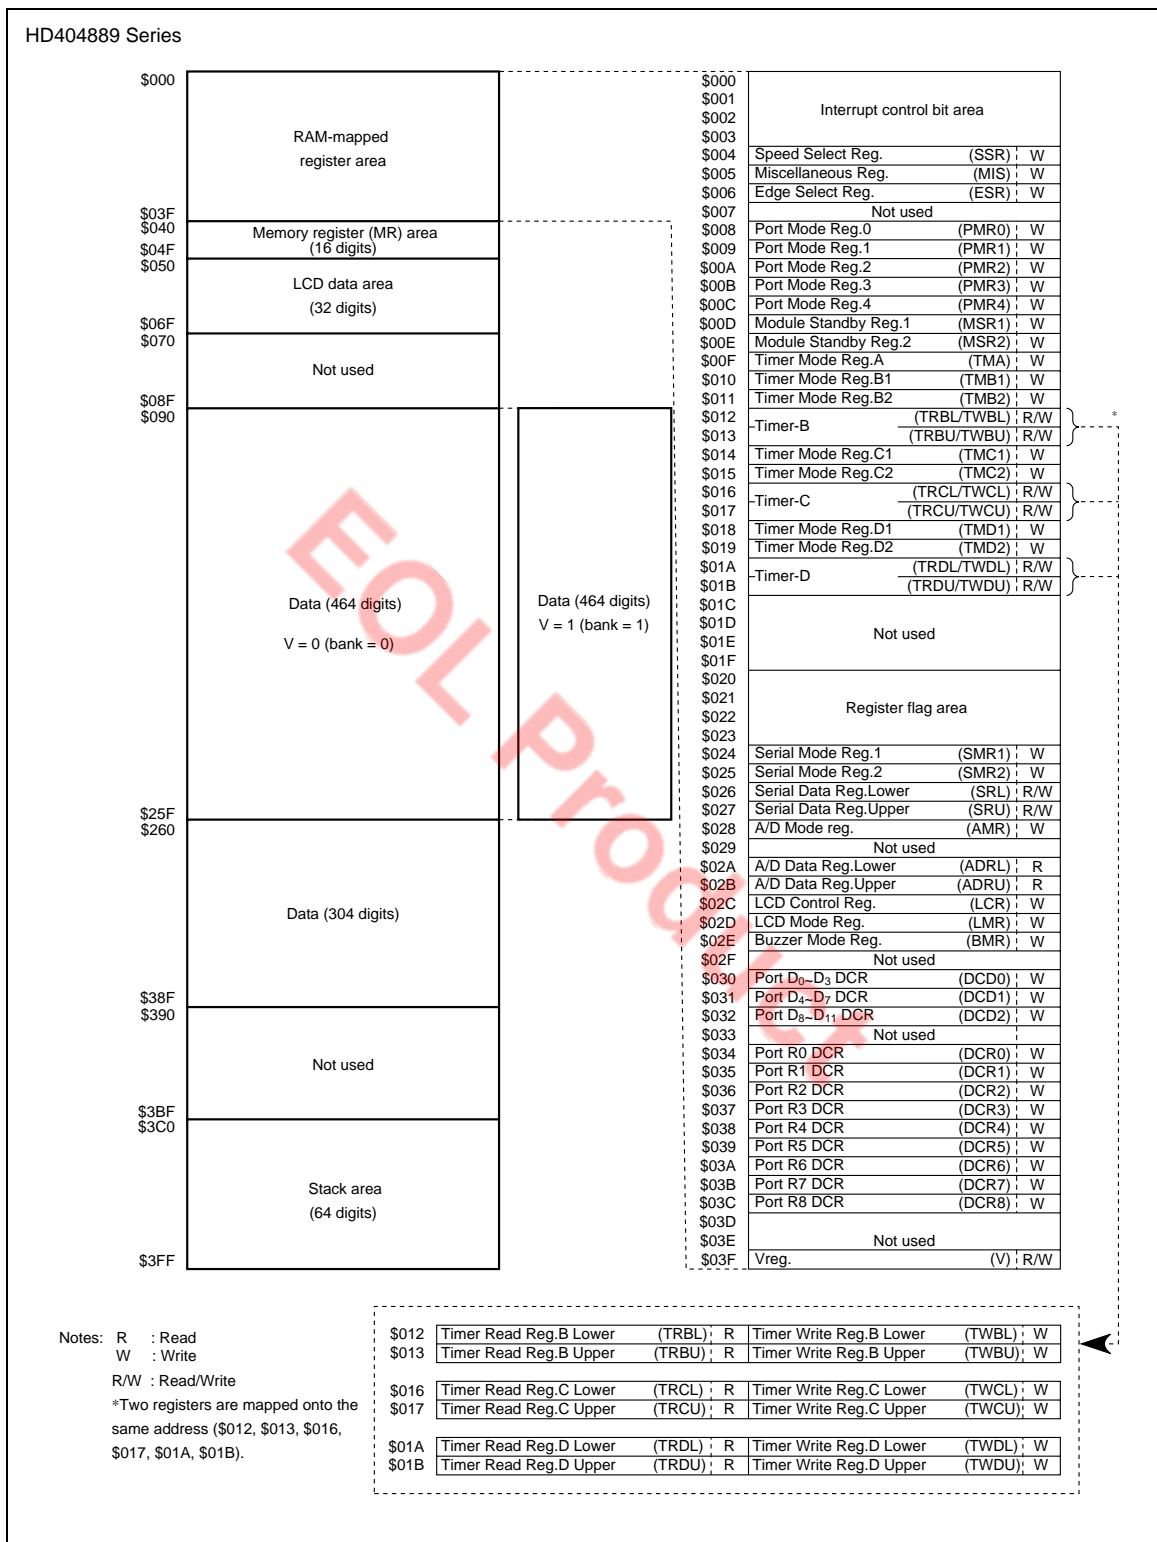 HD404889 Series
$000
RAM-mapped
register area
$03F
$040
Memory register (MR) area
(16 digits)
$04F
$050
LCD data area
(32 digits)
$06F
$070
Not used
$08F
$090
Data (464 digits)
V = 0 (bank = 0)
Data (464 digits)
V = 1 (bank = 1)
$25F
$260
Data (304 digits)
$38F
$390
Not used
$3BF
$3C0
Stack area
(64 digits)
$3FF
$000
$001
Interrupt control bit area
$002
$003
$004 Speed Select Reg. (SSR) W
$005 Miscellaneous Reg. (MIS) W
$006 Edge Select Reg. (ESR) W
$007 Not used
$008 Port Mode Reg.0 (PMR0) W
$009 Port Mode Reg.1 (PMR1) W
$00A Port Mode Reg.2 (PMR2) W
$00B Port Mode Reg.3 (PMR3) W
$00C Port Mode Reg.4 (PMR4) W
$00D Module Standby Reg.1 (MSR1) W
$00E Module Standby Reg.2 (MSR2) W
$00F Timer Mode Reg.A (TMA) W
$010 Timer Mode Reg.B1 (TMB1) W
$011 Timer Mode Reg.B2 (TMB2) W
$012 (TRBL/TWBL) R/W *
Timer-B
$013 (TRBU/TWBU) R/W
$014 Timer Mode Reg.C1 (TMC1) W
$015 Timer Mode Reg.C2 (TMC2) W
$016 (TRCL/TWCL) R/W
Timer-C
$017 (TRCU/TWCU) R/W
$018 Timer Mode Reg.D1 (TMD1) W
$019 Timer Mode Reg.D2 (TMD2) W
$01A (TRDL/TWDL) R/W
Timer-D
$01B (TRDU/TWDU) R/W
$01C
$01D
Not used
$01E
$01F
$020
$021
Register flag area
$022
$023
$024 Serial Mode Reg.1 (SMR1) W
$025 Serial Mode Reg.2 (SMR2) W
$026 Serial Data Reg.Lower (SRL) R/W
$027 Serial Data Reg.Upper (SRU) R/W
$028 A/D Mode reg. (AMR) W
$029 Not used
$02A A/D Data Reg.Lower (ADRL) R
$02B A/D Data Reg.Upper (ADRU) R
$02C LCD Control Reg. (LCR) W
$02D LCD Mode Reg. (LMR) W
$02E Buzzer Mode Reg. (BMR) W
$02F Not used
$030 Port D0~D3 DCR (DCD0) W
$031 Port D4~D7 DCR (DCD1) W
$032 Port D8~D11 DCR (DCD2) W
$033 Not used
$034 Port R0 DCR (DCR0) W
$035 Port R1 DCR (DCR1) W
$036 Port R2 DCR (DCR2) W
$037 Port R3 DCR (DCR3) W
$038 Port R4 DCR (DCR4) W
$039 Port R5 DCR (DCR5) W
$03A Port R6 DCR (DCR6) W
$03B Port R7 DCR (DCR7) W
$03C Port R8 DCR (DCR8) W
$03D
$03E Not used
$03F Vreg. (V) R/W
EOL Product
Notes: R : Read
W : Write
R/W : Read/Write
*Two registers are mapped onto the
same address ($012, $013, $016,
$017, $01A, $01B).
$012 Timer Read Reg.B Lower (TRBL) R Timer Write Reg.B Lower (TWBL) W
$013 Timer Read Reg.B Upper (TRBU) R Timer Write Reg.B Upper (TWBU) W
$016 Timer Read Reg.C Lower (TRCL) R Timer Write Reg.C Lower (TWCL) W
$017 Timer Read Reg.C Upper (TRCU) R Timer Write Reg.C Upper (TWCU) W
$01A Timer Read Reg.D Lower (TRDL) R Timer Write Reg.D Lower (TWDL) W
$01B Timer Read Reg.D Upper (TRDU) R Timer Write Reg.D Upper (TWDU) W